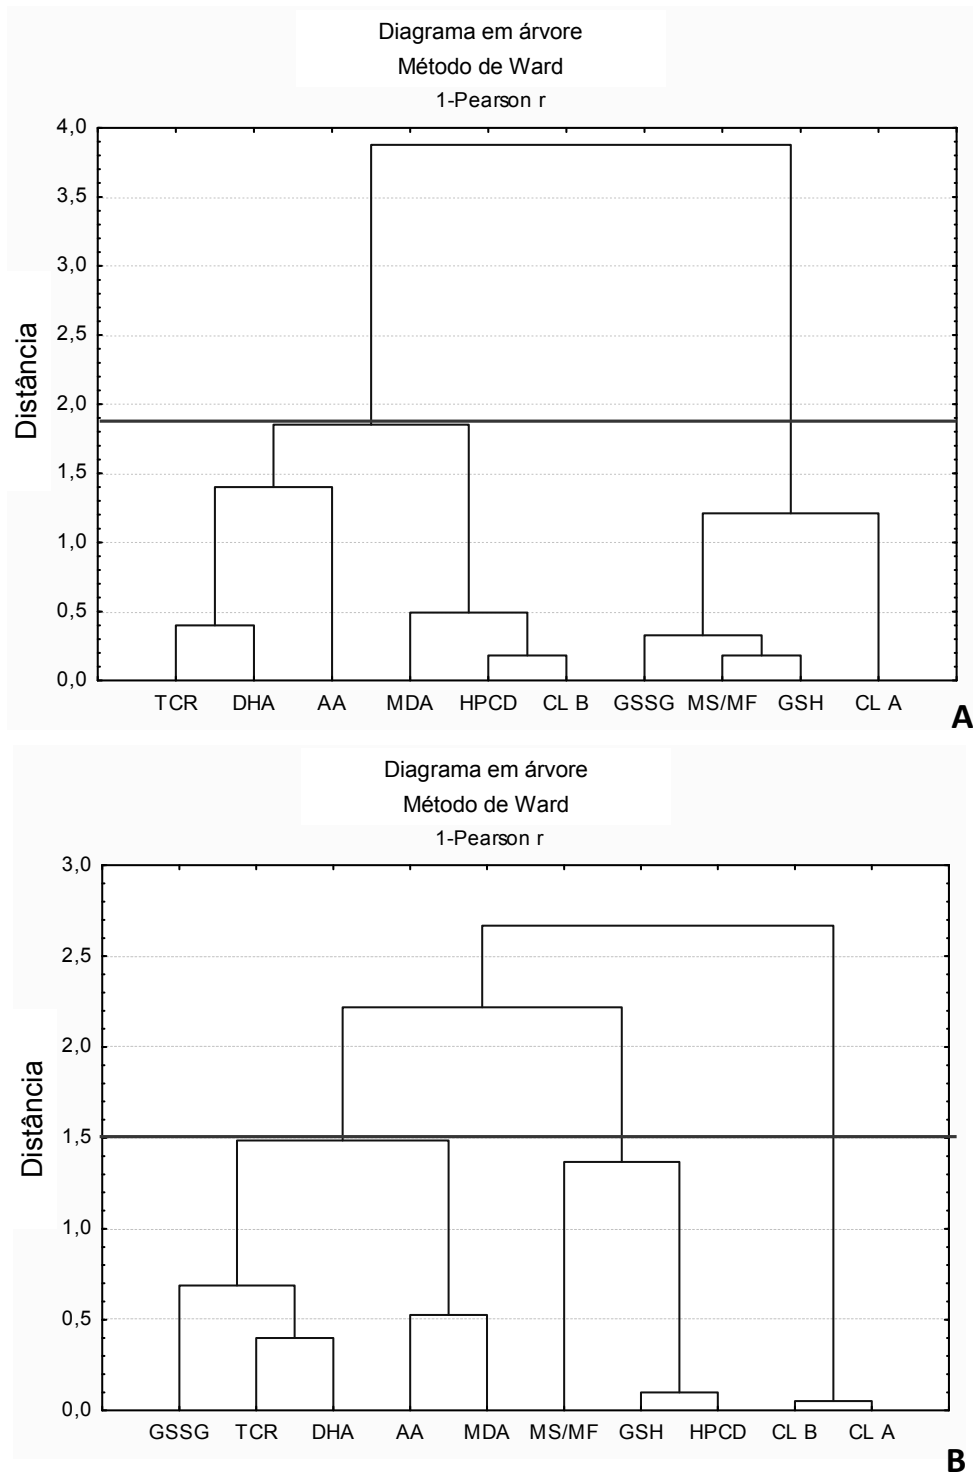 Diagrama em árvore
Método de Ward
1-Pearson r
4,0
3,5
3,0
2,5
2,0
1,5
1,0
0,5
0,0
Distância
TCR DHA AA MDA HPCD CL B GSSG MS/MF GSH CL A
A
Diagrama em árvore
Método de Ward
1-Pearson r
3,0
2,5
2,0
1,5
1,0
0,5
0,0
Distância
GSSG TCR DHA AA MDA MS/MF GSH HPCD CL B CL A
B